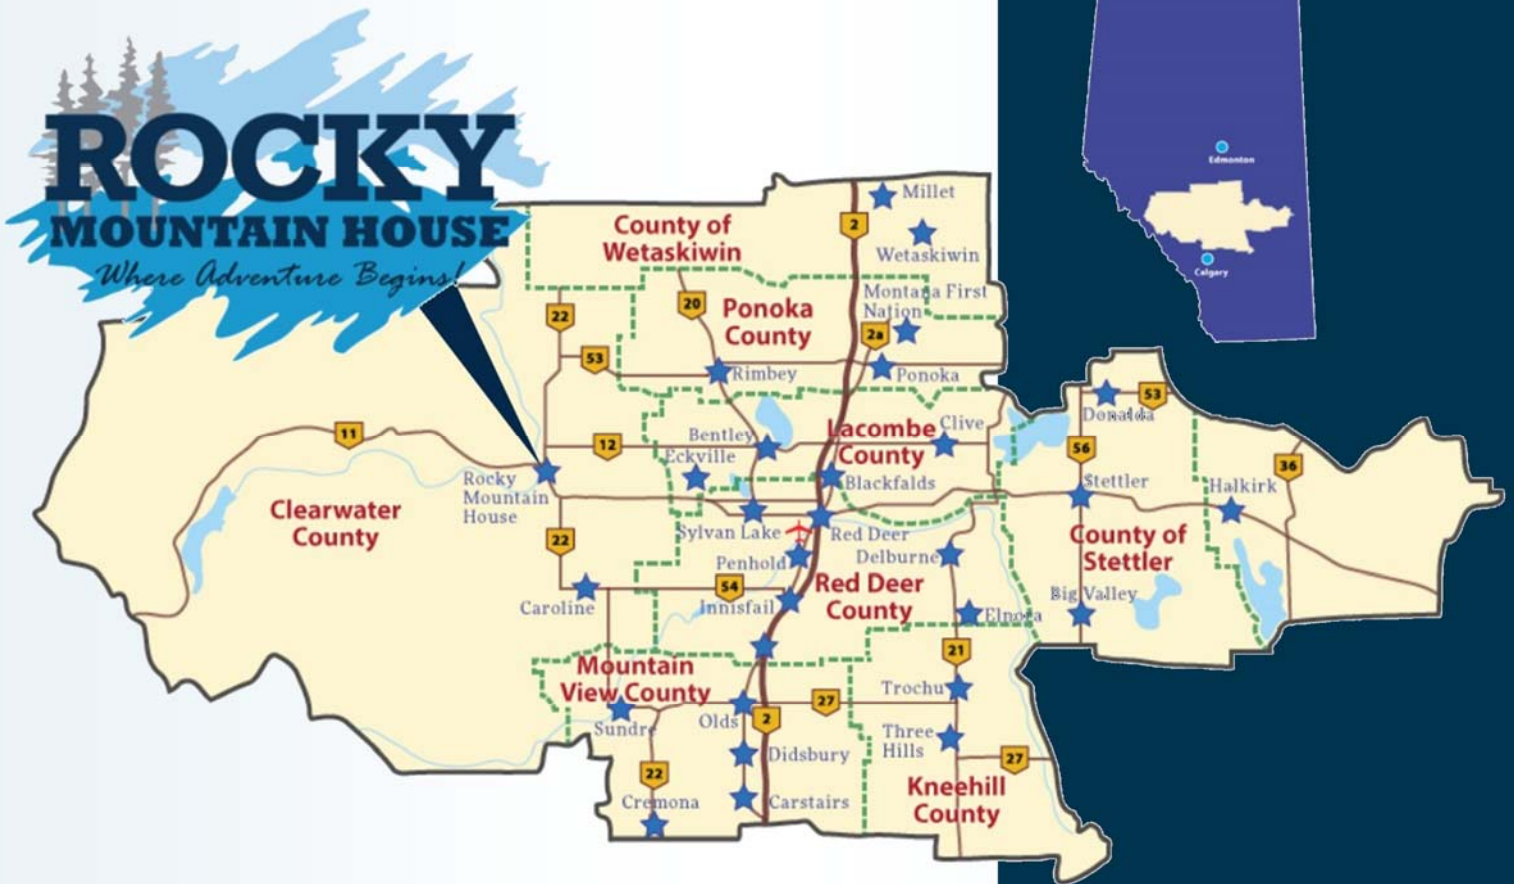 ROCKY
MOUNTAIN HOUSE
Where Adventure Begins!
Edmonton
Calgary
Millet
County of
Wetaskiwin
2
Wetaskiwin
Montana First
Nation
20
Ponoka
County
22
2a
53
Rimbey
Ponoka
Donalda
53
11
12
Bentley
Lacombe
County
Clive
56
Eckville
36
Rocky
Mountain
House
Blackfalds
Stettler
Halkirk
Clearwater
County
22
Sylvan Lake
Red Deer
County of
Stettler
Penhold
Delburne
Caroline
54
Innisfail
Red Deer
County
Big Valley
Elnora
21
Mountain
View County
Trochu
27
Sundre
Olds
2
Three
Hills
Didsbury
27
22
Kneehill
County
Cremona
Carstairs